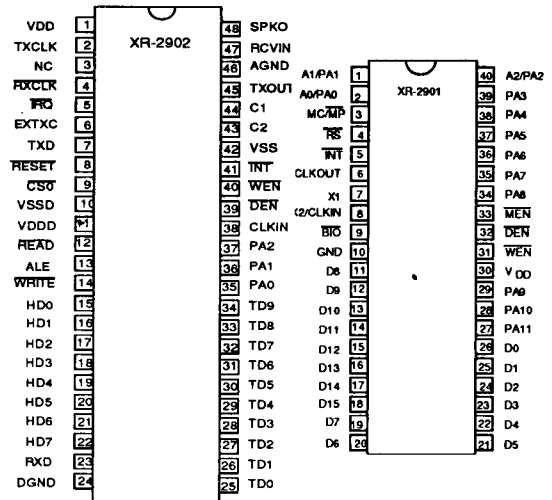 XR-2902
VDD 1
TXCLK 2
NC 3
RXCLK 4
IRQ 5
EXTXC 6
TXD 7
RESET 8
CS0 9
VSSD 10
VDDD 11
READ 12
ALE 13
WRITE 14
HD0 15
HD1 16
HD2 17
HD3 18
HD4 19
HD5 20
HD6 21
HD7 22
RXD 23
DGND 24
48 SPKO
47 RCVIN
46 AGND
45 TXOUT
44 C1
43 C2
42 VSS
41 INT
40 WEN
39 DEN
38 CLKIN
37 PA2
36 PA1
35 PA0
34 TD9
33 TD8
32 TD7
31 TD6
30 TD5
29 TD4
28 TD3
27 TD2
26 TD1
25 TD0
XR-2901
A1/PA1 1
A0/PA0 2
MC/MP 3
RS 4
INT 5
CLKOUT 6
X1 7
X2/CLKIN 8
BIO 9
GND 10
D8 11
D9 12
D10 13
D11 14
D12 15
D13 16
D14 17
D15 18
D7 19
D6 20
40 A2/PA2
39 PA3
38 PA4
37 PA5
36 PA6
35 PA7
34 PA8
33 MEN
32 DEN
31 WEN
30 VDD
29 PA9
28 PA10
27 PA11
26 D0
25 D1
24 D2
23 D3
22 D4
21 D5